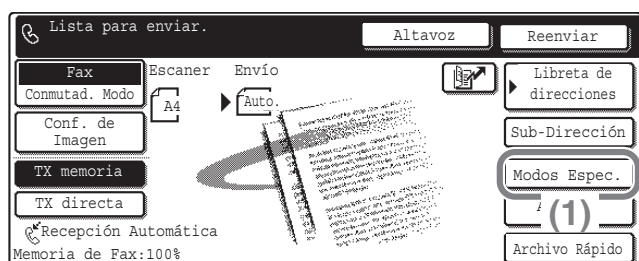 Lista para enviar.
Altavoz
Reenviar
Fax
Conmutad. Modo
Escaner
Envío
Libreta de
direcciones
A4
Auto.
Conf. de
Imagen
Sub-Dirección
TX memoria
Modos Espec.
TX directa
A
(1)
Recepción Automática
Memoria de Fax:100%
Archivo Rápido